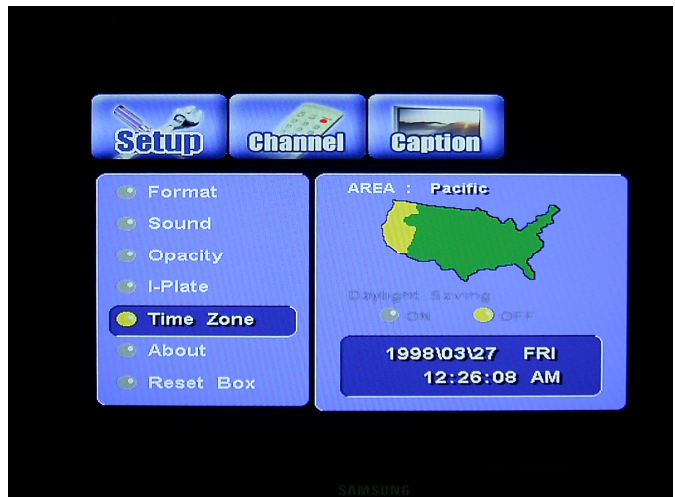 Setup
Channel
Caption
Format
Sound
Opacity
I-Plate
Time Zone
About
Reset Box
AREA : Pacific
Daylight Saving
ON
OFF
1998\03\27 FRI
12:26:08 AM
SAMSUNG